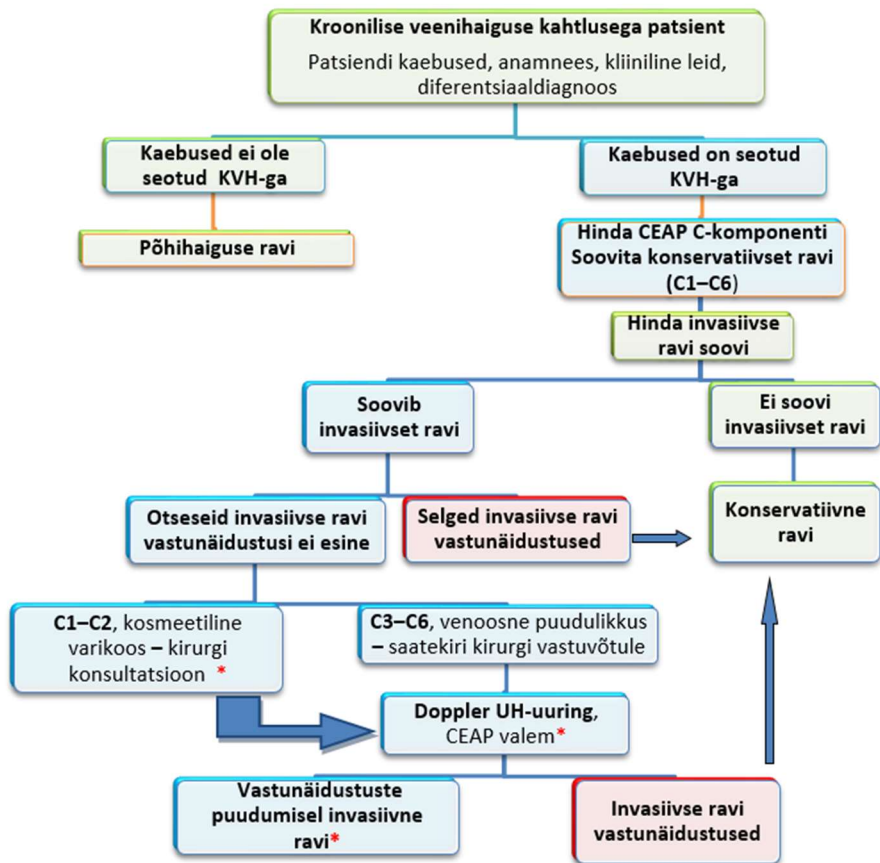 Kroonilise veenihaiguse kahtlusega patsient
Patsiendi kaebused, anamnees, kliiniline leid,
diferentsiaaldiagnoos
Kaebused ei ole
seotud KVH-ga
Kaebused on seotud
KVH-ga
Põhihaiguse ravi
Hinda CEAP C-komponenti
Soovita konservatiivset ravi
(C1–C6)
Hinda invasiivse
ravi soovi
Soovib
invasiivset ravi
Ei soovi
invasiivset ravi
Otseseid invasiivse ravi
vastunäidustusi ei esine
Selged invasiivse ravi
vastunäidustused
Konservatiivne
ravi
C1–C2, kosmeetiline
varikoos – kirurgi
konsultatsioon *
C3–C6, venoosne puudulikkus
– saatekiri kirurgi vastuvõtule
Doppler UH-uuring,
CEAP valem*
Vastunäidustuste
puudumisel invasiivne
ravi*
Invasiivse ravi
vastunäidustused